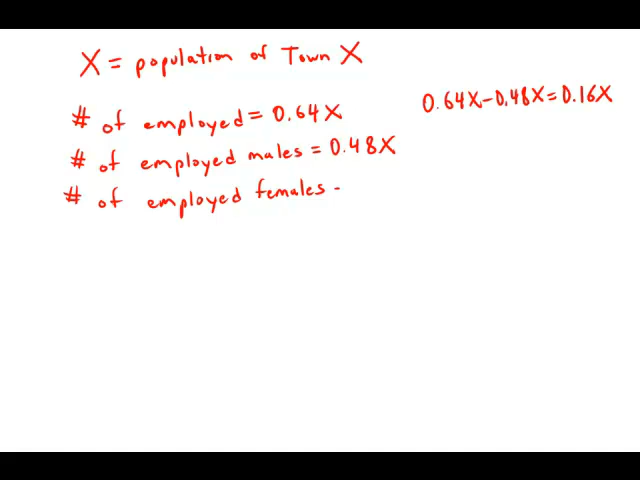 X = population of Town X
# of employed = 0.64X
0.64X-0.48X=0.16X
# of employed males = 0.48X
# of employed females -